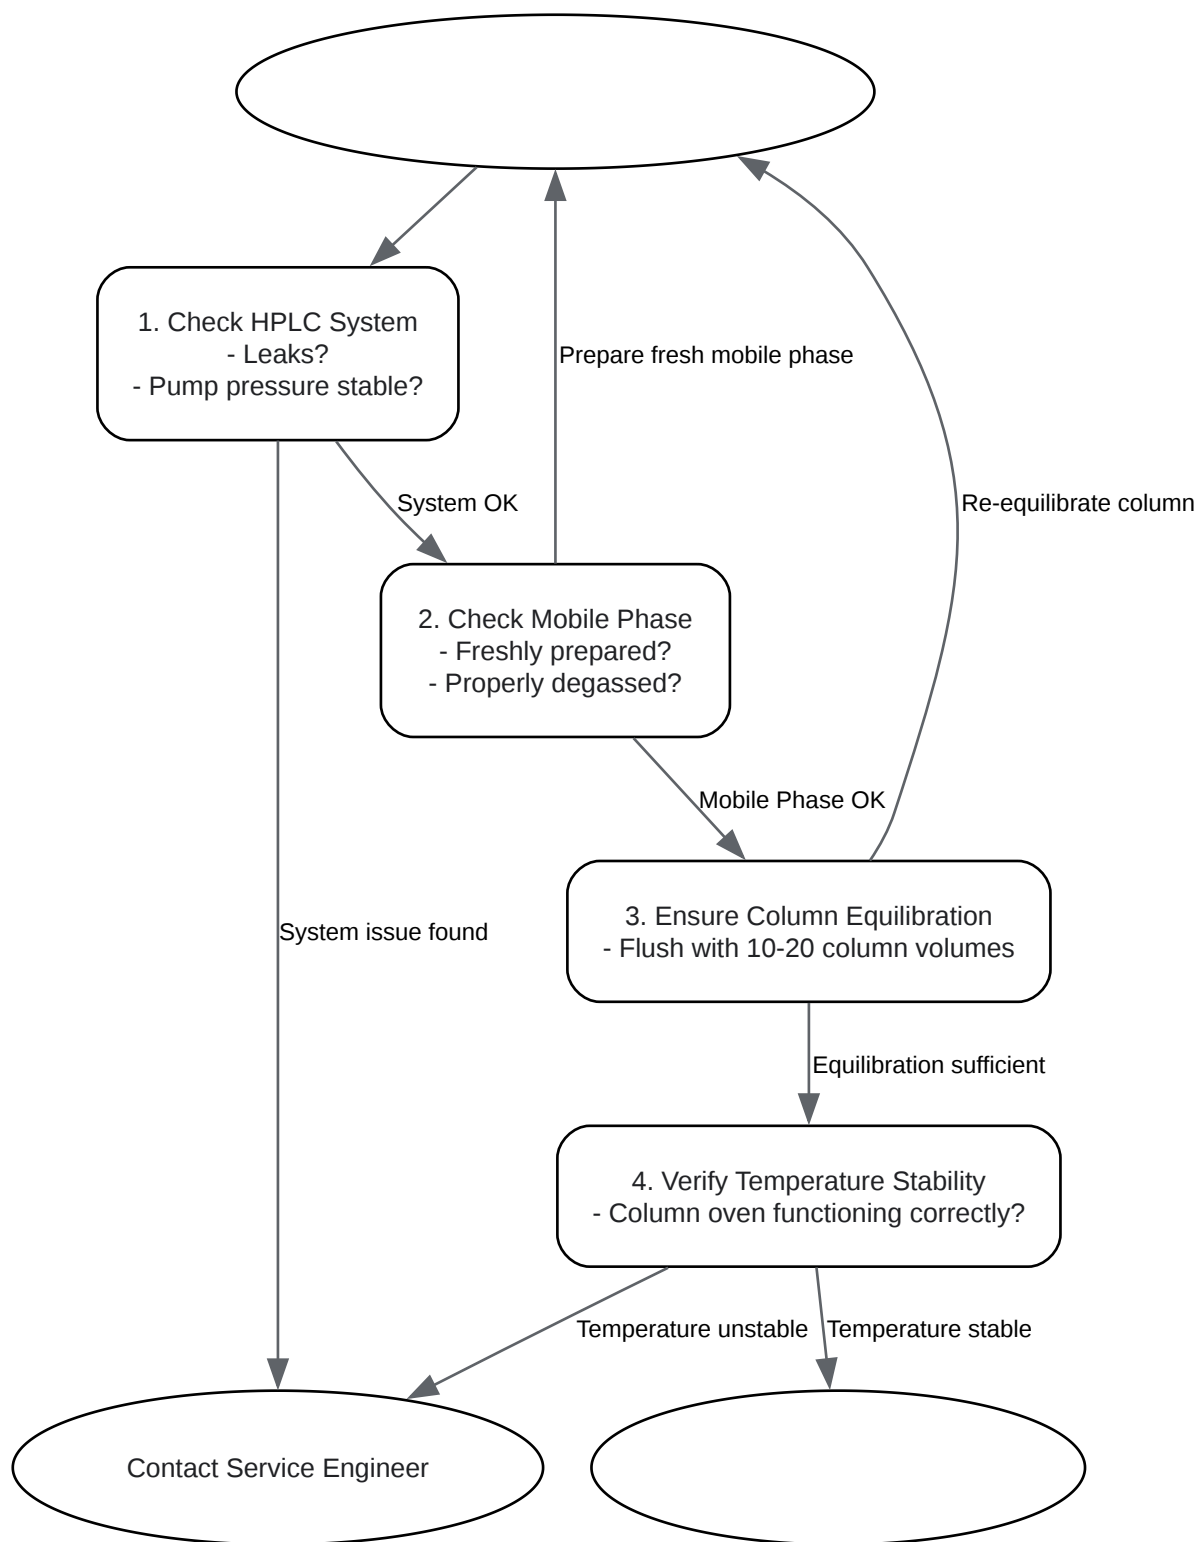 1. Check HPLC System
- Leaks?
- Pump pressure stable?
Prepare fresh mobile phase
System OK
Re-equilibrate column
2. Check Mobile Phase
- Freshly prepared?
- Properly degassed?
Mobile Phase OK
3. Ensure Column Equilibration
- Flush with 10-20 column volumes
System issue found
Equilibration sufficient
4. Verify Temperature Stability
- Column oven functioning correctly?
Temperature unstable
Temperature stable
Contact Service Engineer